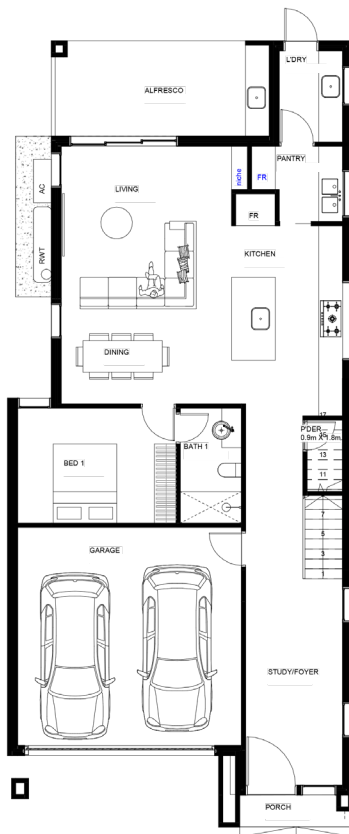 L'DRY
ALFRESCO
PANTRY
niche
FR
AC
LIVING
FR
KITCHEN
RWT
DINING
17
P'DER
15
0.9m X 1.8m
13
11
BATH 1
BED 1
7
5
3
1
GARAGE
STUDY/FOYER
PORCH